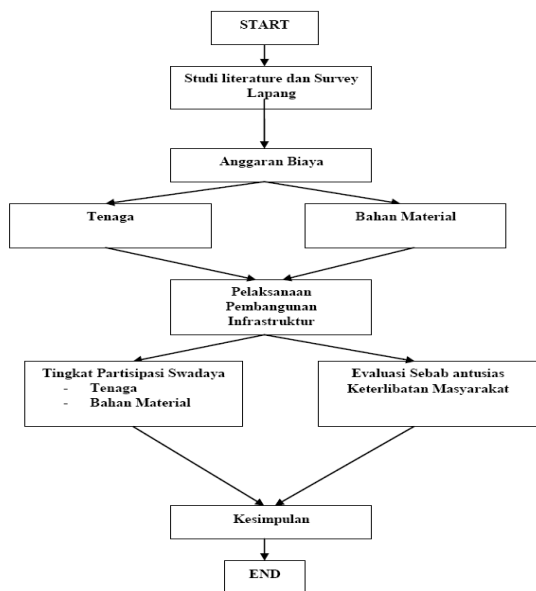 START
Studi literature dan Survey
Lapang
Anggaran Biaya
Tenaga
Bahan Material
Pelaksanaan
Pembangunan
Infrastruktur
Tingkat Partisipasi Swadaya
- Tenaga
- Bahan Material
Evaluasi Sebab antusias
Keterlibatan Masyarakat
Kesimpulan
END